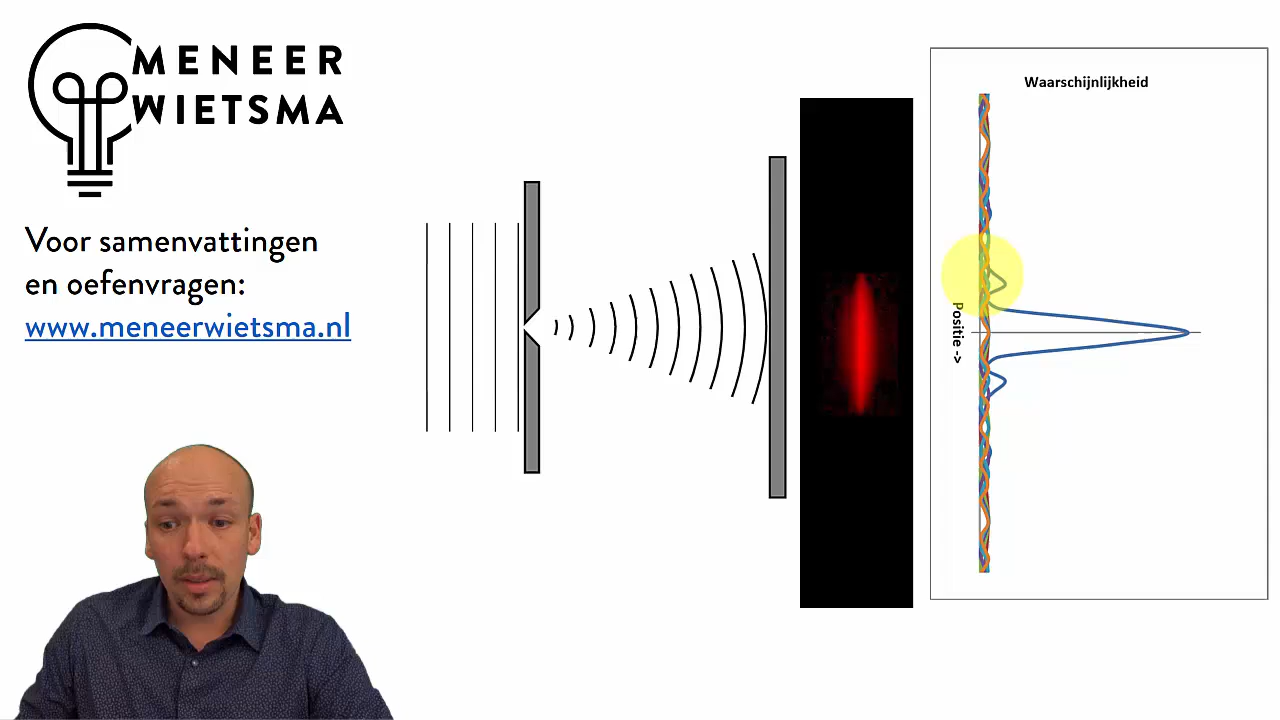 MENEER
WIETSMA
Voor samenvattingen
en oefenvragen:
www.meneerwietsma.nl
Waarschijnlijkheid
Positie ->